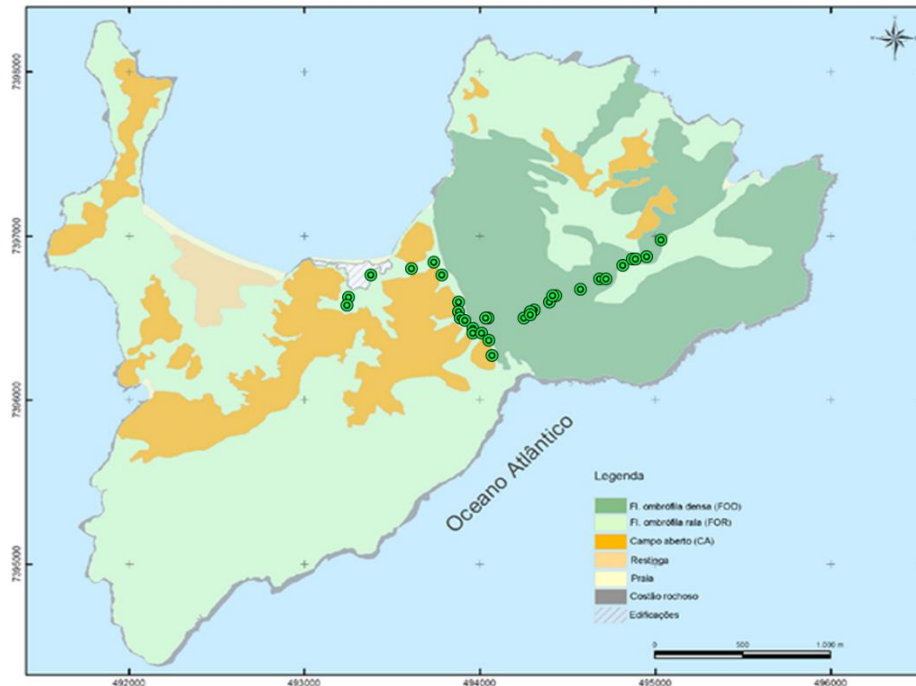 7398000
7397000
7396000
7395000
Oceano Atlântico
Legenda
Fl. ombrófila densa (FOD)
Fl. ombrófila rala (FOR)
Campo aberto (CA)
Restinga
Praia
Costão rochoso
Edificações
0 500 1.000 m
492000 493000 494000 495000 496000